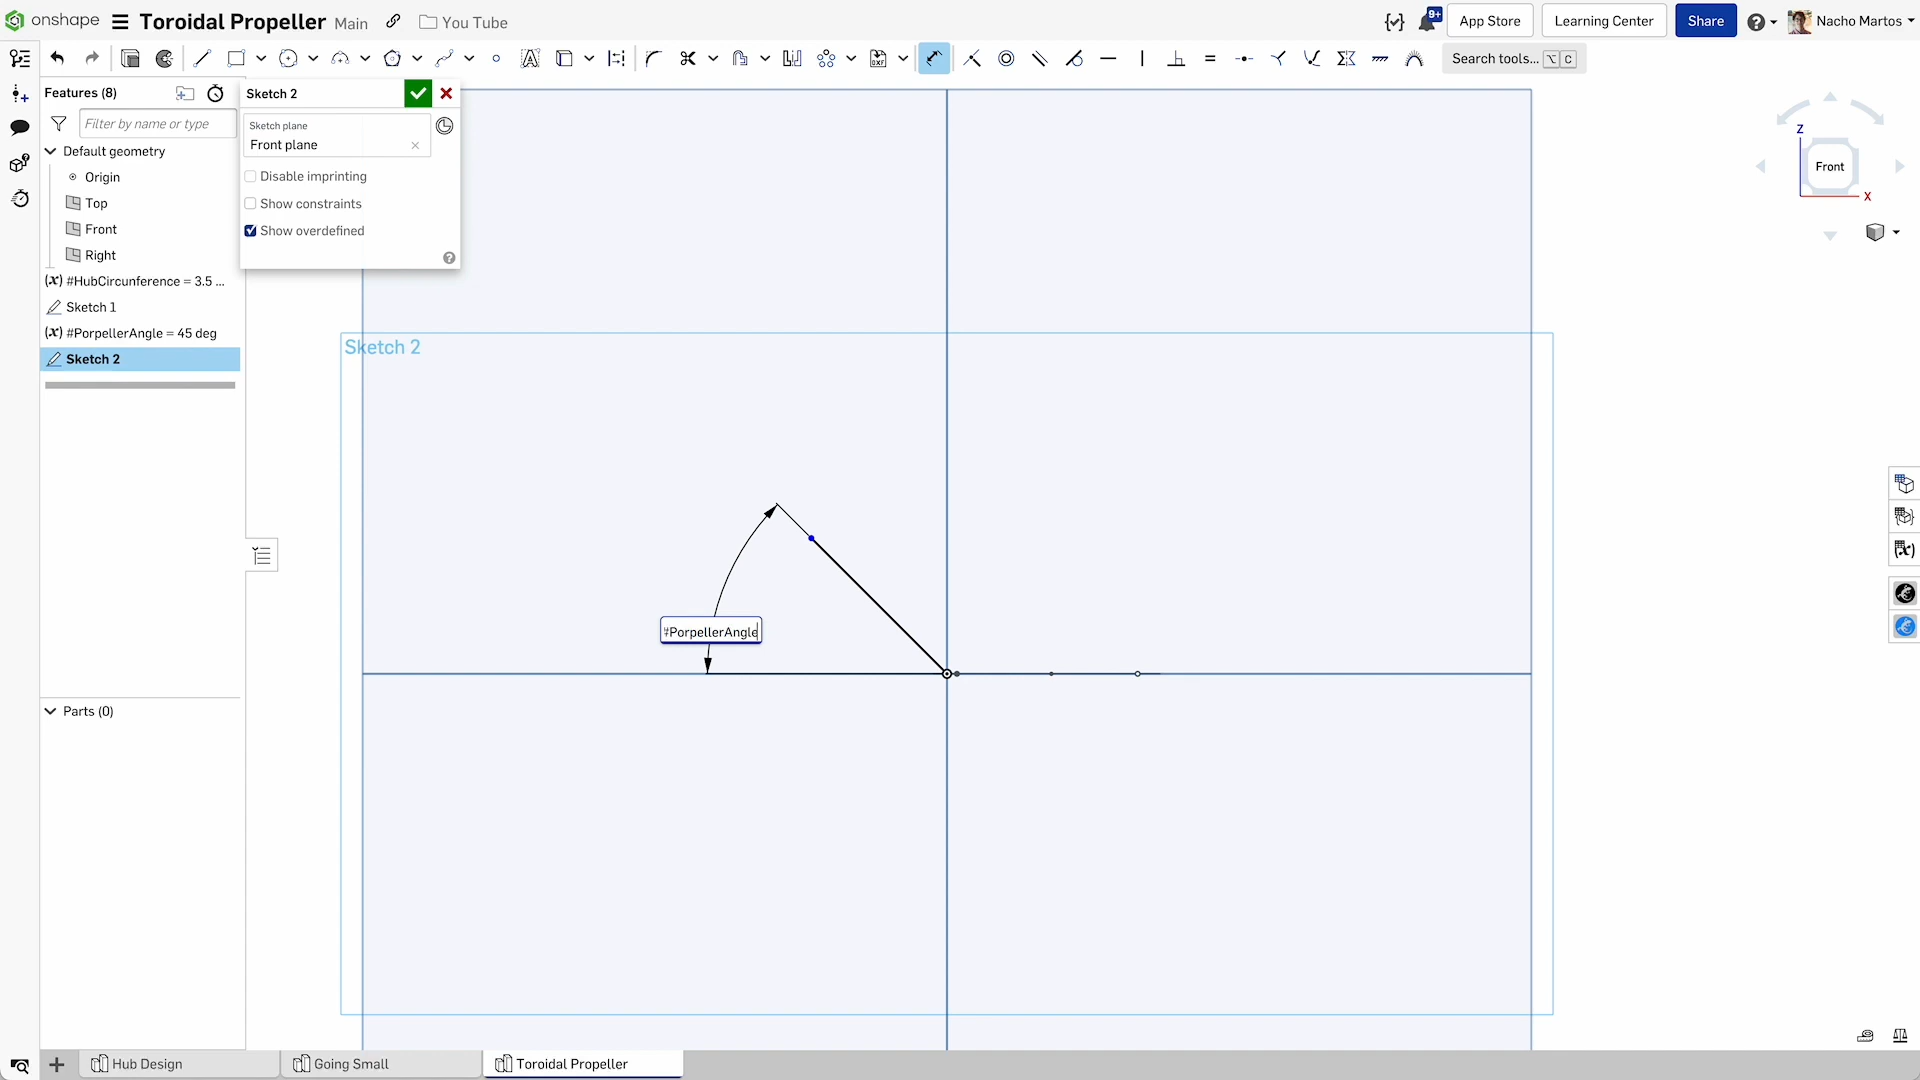 onshape
Toroidal Propeller Main
You Tube
9+
App Store
Learning Center
Share
Nacho Martos
Search tools... ⌥ C
Features (8)
Filter by name or type
Default geometry
Origin
Top
Front
Right
(x) #HubCircunference = 3.5 ...
Sketch 1
(x) #PorpellerAngle = 45 deg
Sketch 2
Parts (0)
Sketch 2
Sketch plane
Front plane
Disable imprinting
Show constraints
Show overdefined
Sketch 2
#PorpellerAngle
Z
Front
X
Hub Design
Going Small
Toroidal Propeller